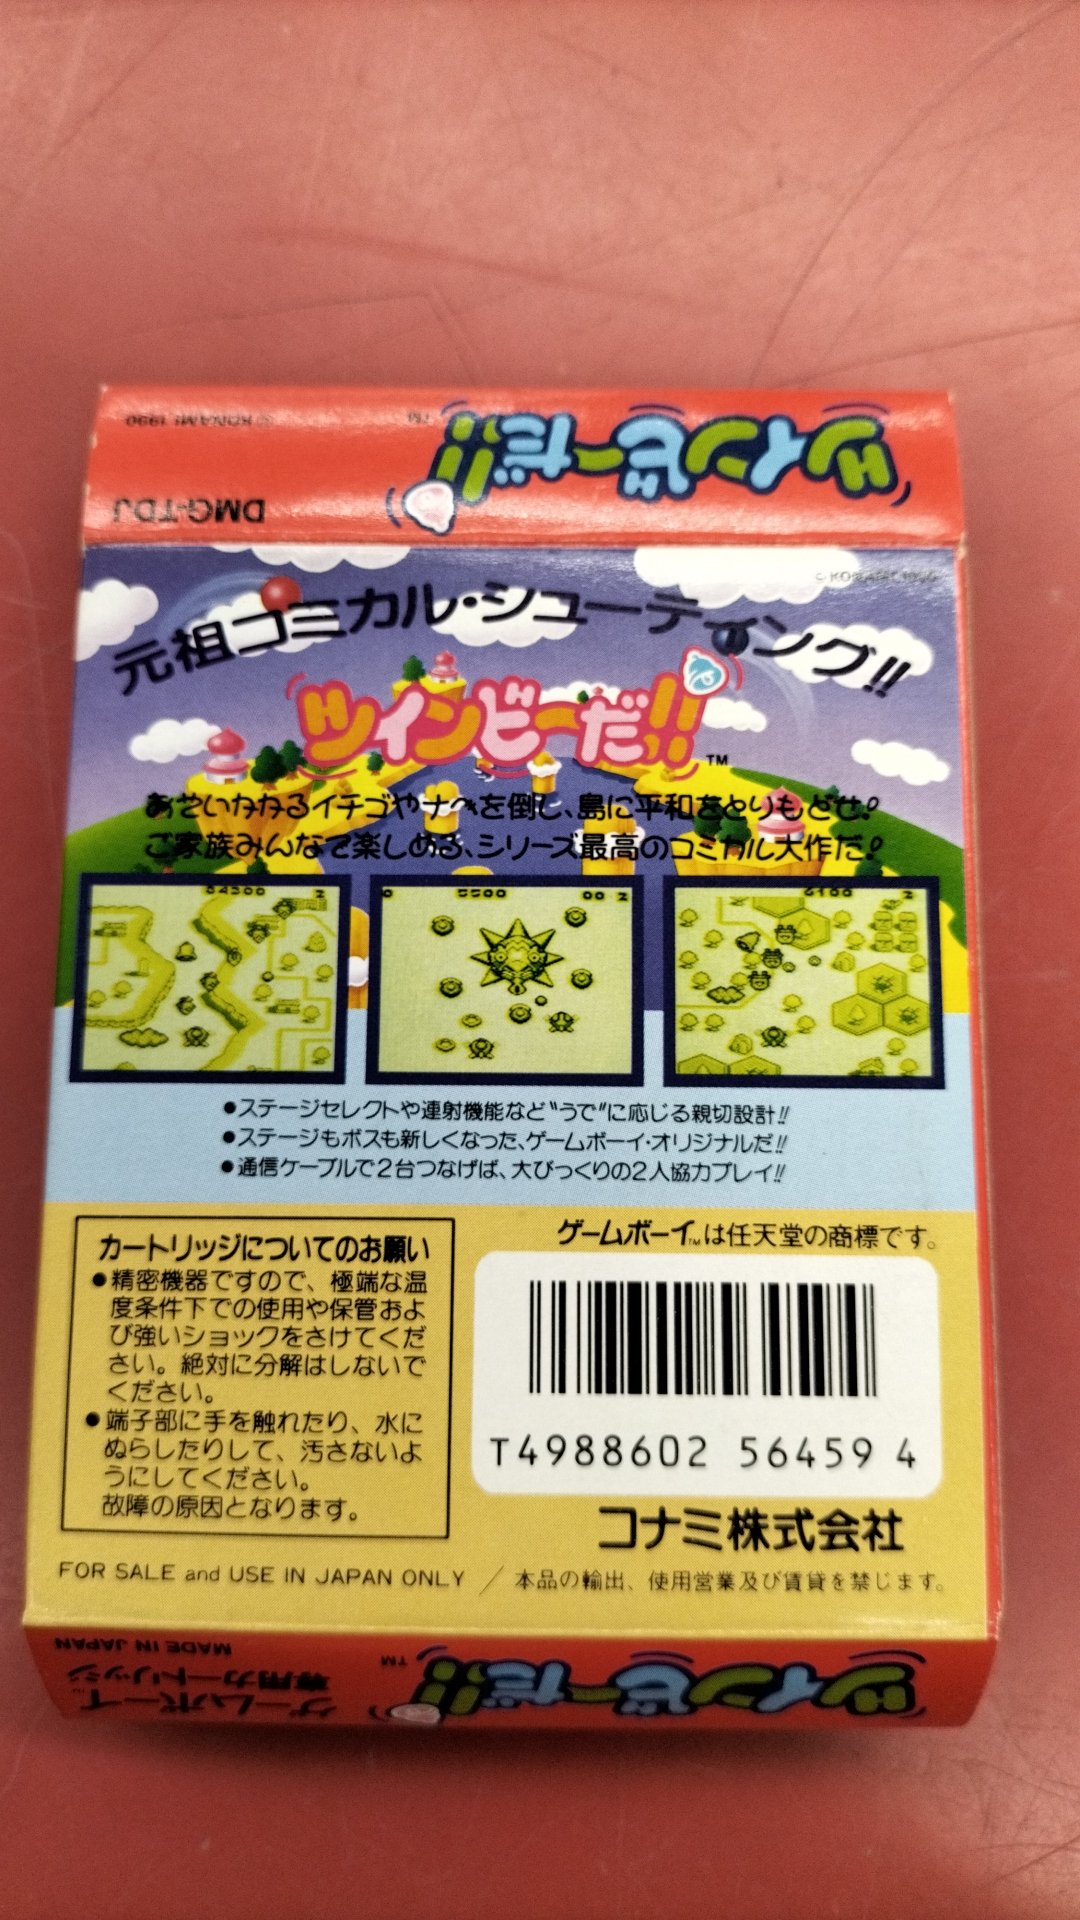 ツインビーだ!! TM © KONAMI 1990
DMG-TDJ
© KONAMI 1990
元祖コミカル・シューティング!!
ツインビーだ!! TM
おそいかかるイチゴやナスを倒し、島に平和をとりもどせ!
ご家族みんなで楽しめる、シリーズ最高のコミカル大作だ!
04300 2
0 5500 00 2
6100 2
●ステージセレクトや連射機能など"うで"に応じる親切設計!!
●ステージもボスも新しくなった、ゲームボーイ・オリジナルだ!!
●通信ケーブルで2台つなげば、大びっくりの2人協力プレイ!!
カートリッジについてのお願い
●精密機器ですので、極端な温
度条件下での使用や保管およ
び強いショックをさけてくだ
さい。絶対に分解はしないで
ください。
●端子部に手を触れたり、水に
ぬらしたりして、汚さないよ
うにしてください。
故障の原因となります。
ゲームボーイTMは任天堂の商標です。
T4988602 56459 4
コナミ株式会社
FOR SALE and USE IN JAPAN ONLY / 本品の輸出、使用営業及び賃貸を禁じます。
ツインビーだ!! TM
ゲームボーイTM
専用カートリッジ
MADE IN JAPAN